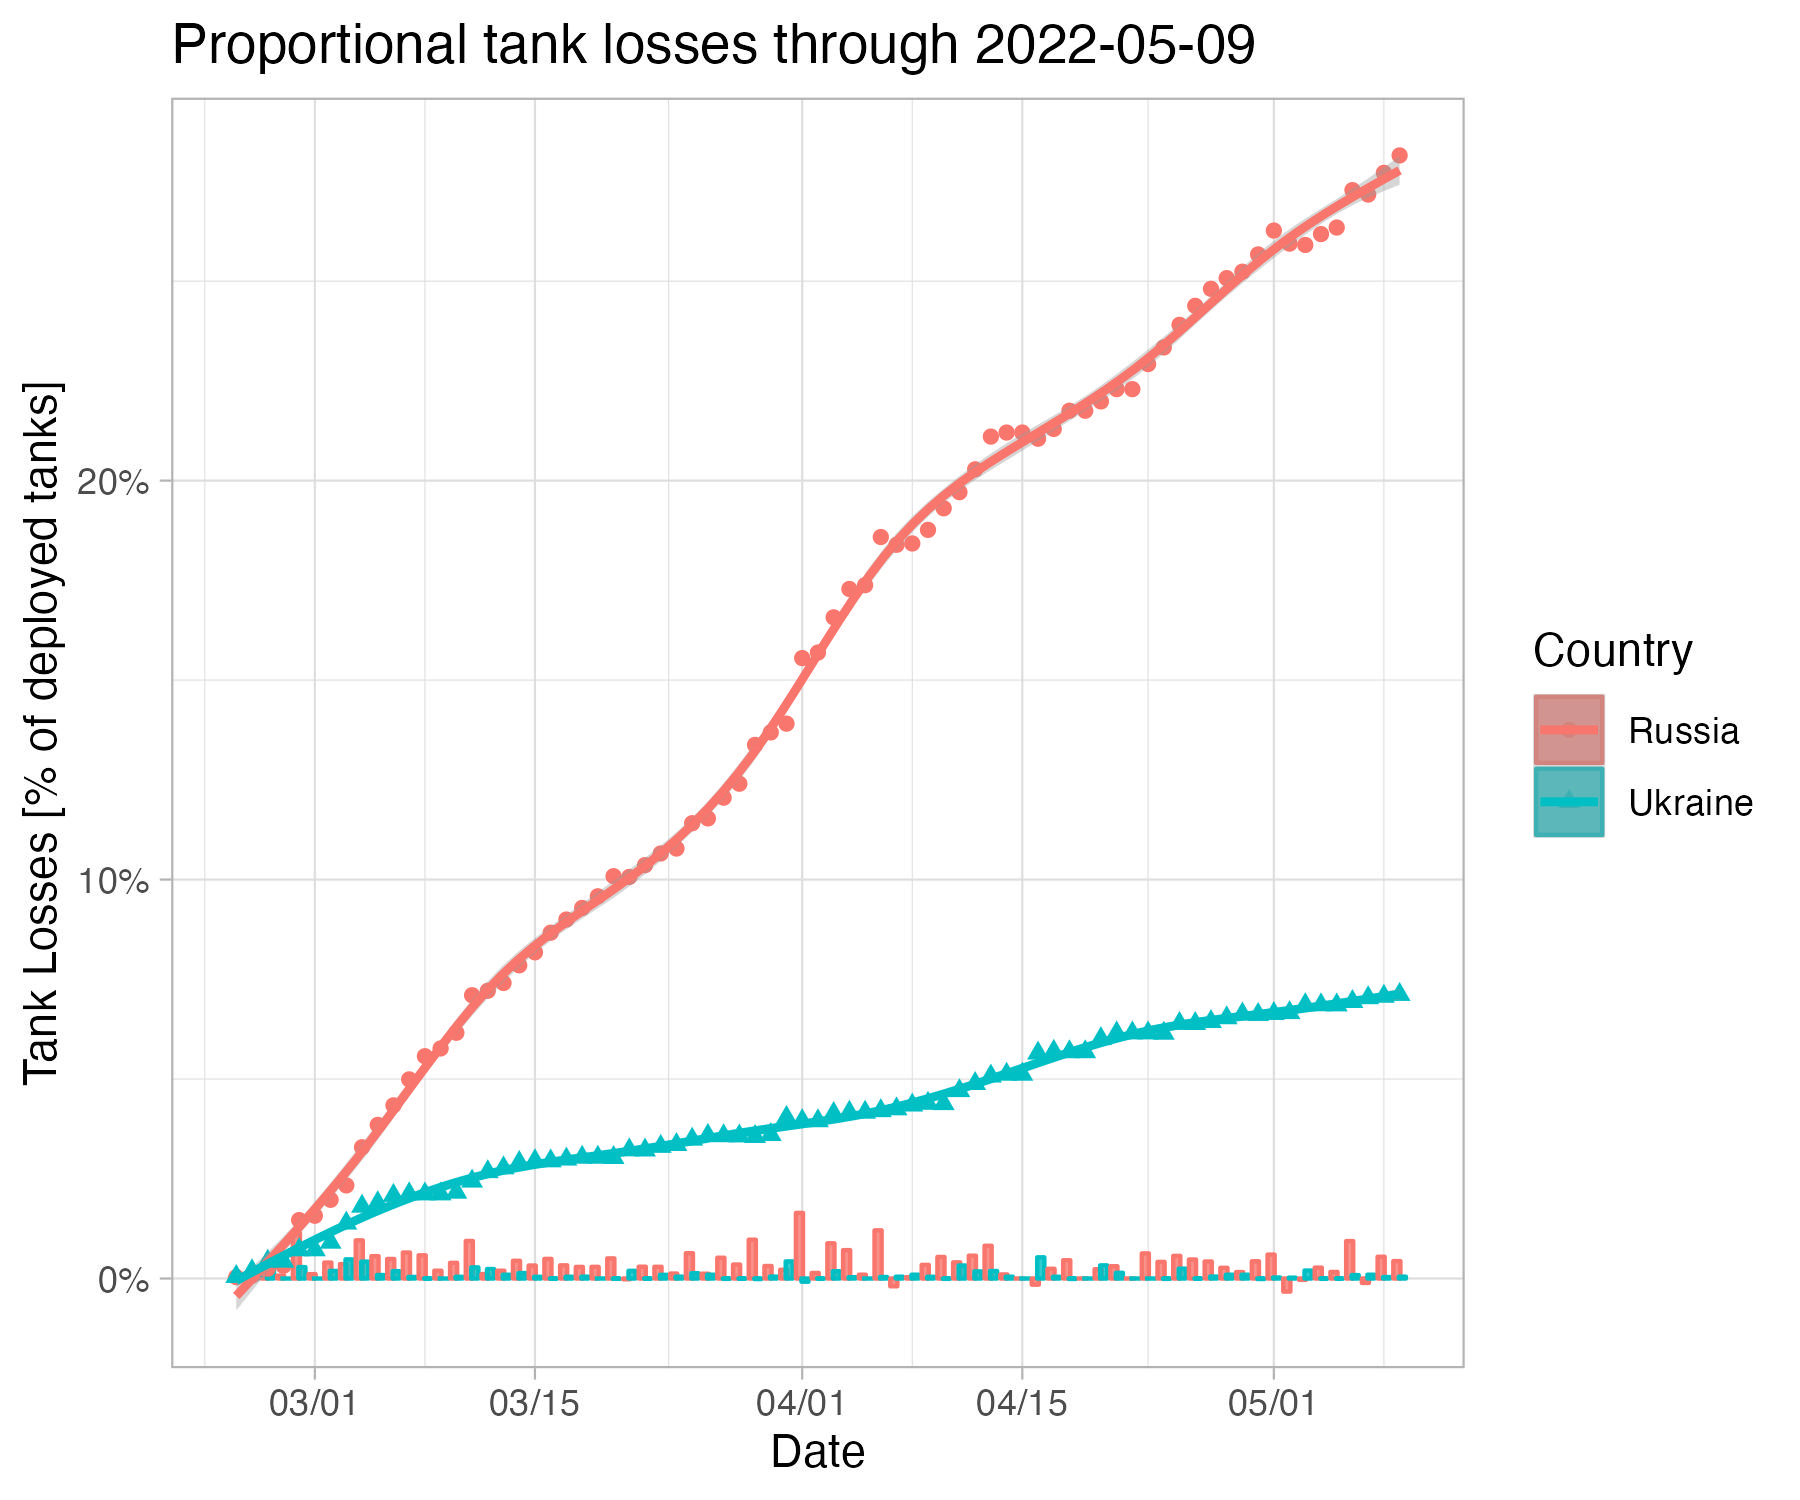 Proportional tank losses through 2022-05-09
Tank Losses [% of deployed tanks]
20%
10%
0%
03/01
03/15
04/01
04/15
05/01
Date
Country
Russia
Ukraine